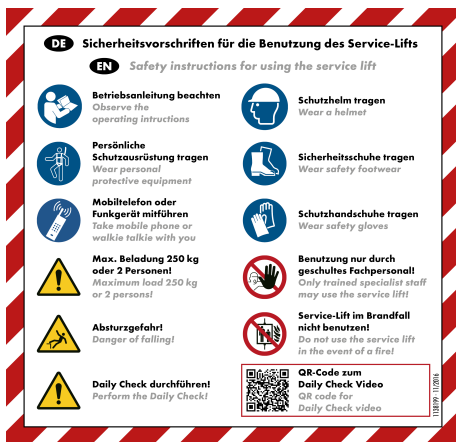 DE Sicherheitsvorschriften für die Benutzung des Service-Lifts
EN Safety instructions for using the service lift
Betriebsanleitung beachten
Observe the
operating intructions
Schutzhelm tragen
Wear a helmet
Persönliche
Schutzausrüstung tragen
Wear personal
protective equipment
Sicherheitsschuhe tragen
Wear safety footwear
Mobiltelefon oder
Funkgerät mitführen
Take mobile phone or
walkie talkie with you
Schutzhandschuhe tragen
Wear safety gloves
Max. Beladung 250 kg
oder 2 Personen!
Maximum load 250 kg
or 2 persons!
Benutzung nur durch
geschultes Fachpersonal!
Only trained specialist staff
may use the service lift!
Absturzgefahr!
Danger of falling!
Service-Lift im Brandfall
nicht benutzen!
Do not use the service lift
in the event of a fire!
Daily Check durchführen!
Perform the Daily Check!
QR-Code zum
Daily Check Video
QR code for
Daily Check video
1138199 - 11/2016